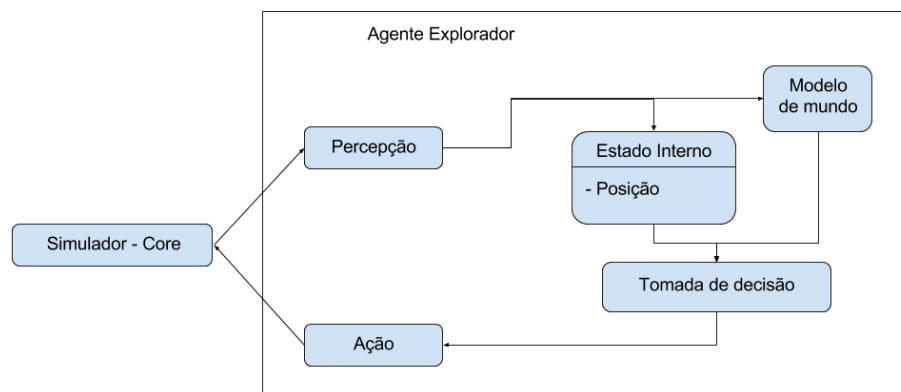 Agente Explorador
Modelo
de mundo
Percepção
Estado Interno
- Posição
Simulador - Core
Tomada de decisão
Ação